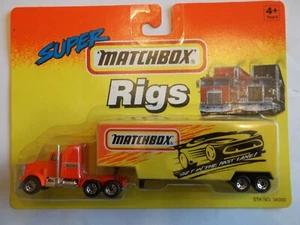 SUPER
MATCHBOX®
Rigs
4+
MATCHBOX
GET IN THE FAST LANE!